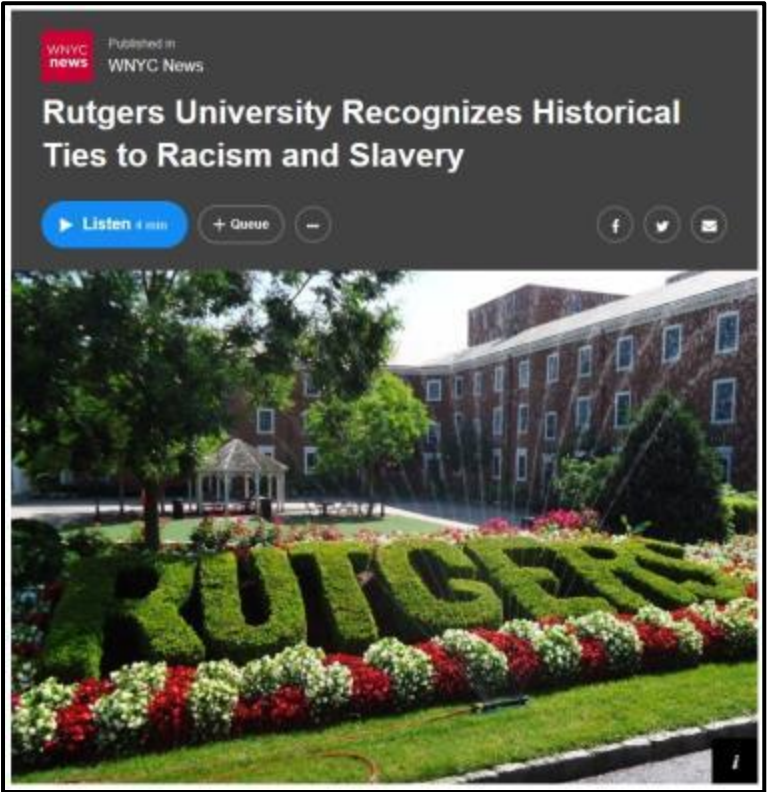 WNYC
news
Published in
WNYC News
Rutgers University Recognizes Historical
Ties to Racism and Slavery
Listen 4 min
+ Queue
RUTGERS
i